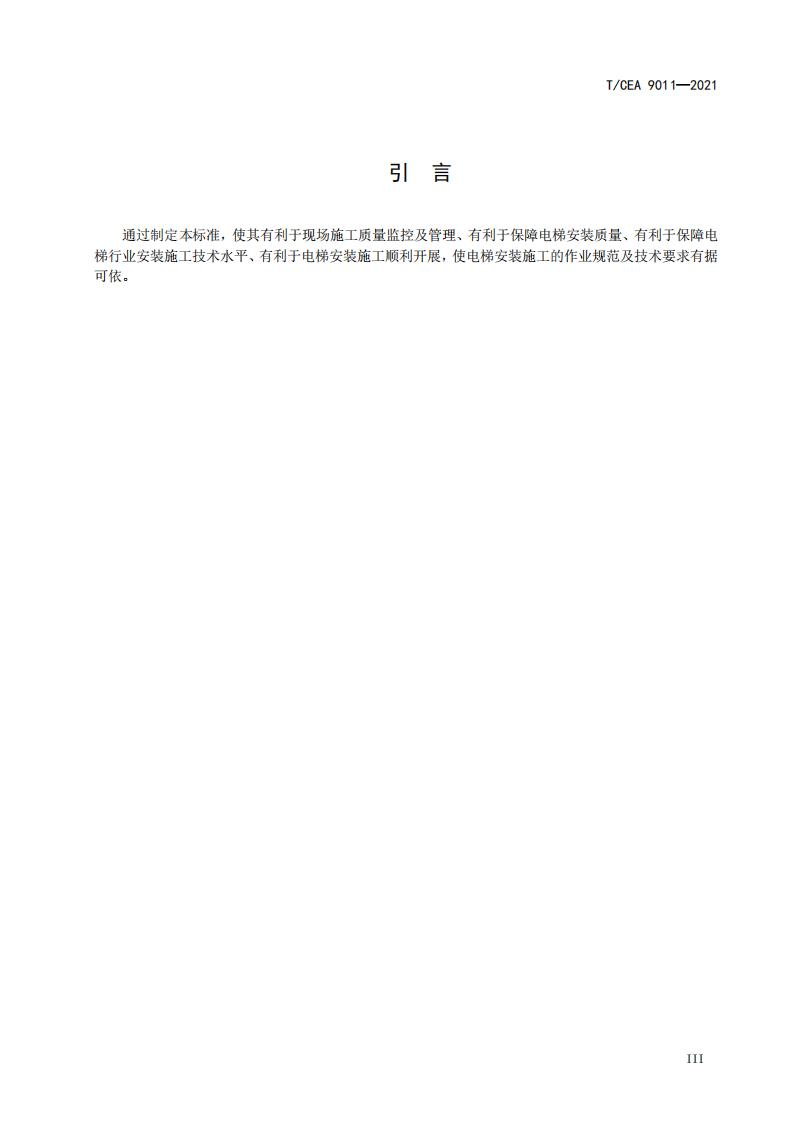 T/CEA 9011—2021
引 言
通过制定本标准，使其有利于现场施工质量监控及管理、有利于保障电梯安装质量、有利于保障电
梯行业安装施工技术水平、有利于电梯安装施工顺利开展，使电梯安装施工的作业规范及技术要求有据
可依。
III